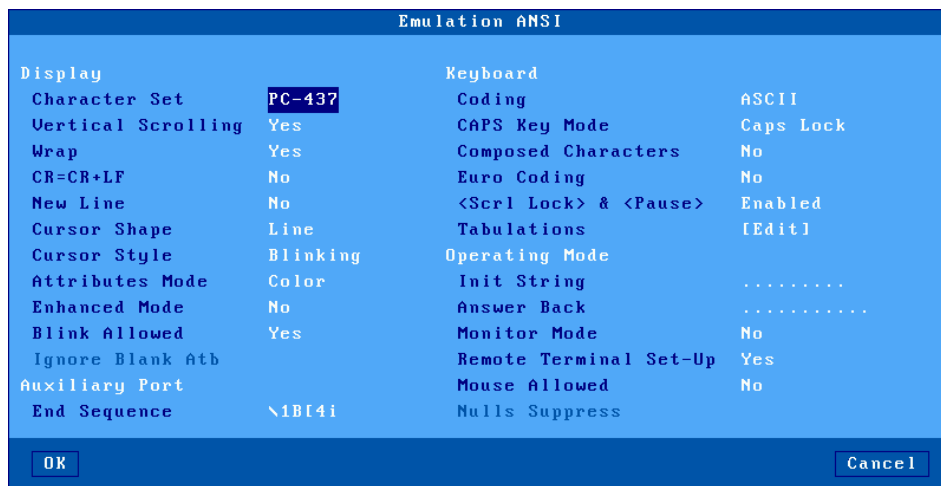 Emulation ANSI
Display
Character Set PC-437
Vertical Scrolling Yes
Wrap Yes
CR=CR+LF No
New Line No
Cursor Shape Line
Cursor Style Blinking
Attributes Mode Color
Enhanced Mode No
Blink Allowed Yes
Ignore Blank Atb
Auxiliary Port
End Sequence \1B[4i
Keyboard
Coding ASCII
CAPS Key Mode Caps Lock
Composed Characters No
Euro Coding No
<Scrl Lock> & <Pause> Enabled
Tabulations [Edit]
Operating Mode
Init String .........
Answer Back ...........
Monitor Mode No
Remote Terminal Set-Up Yes
Mouse Allowed No
Nulls Suppress
OK
Cancel